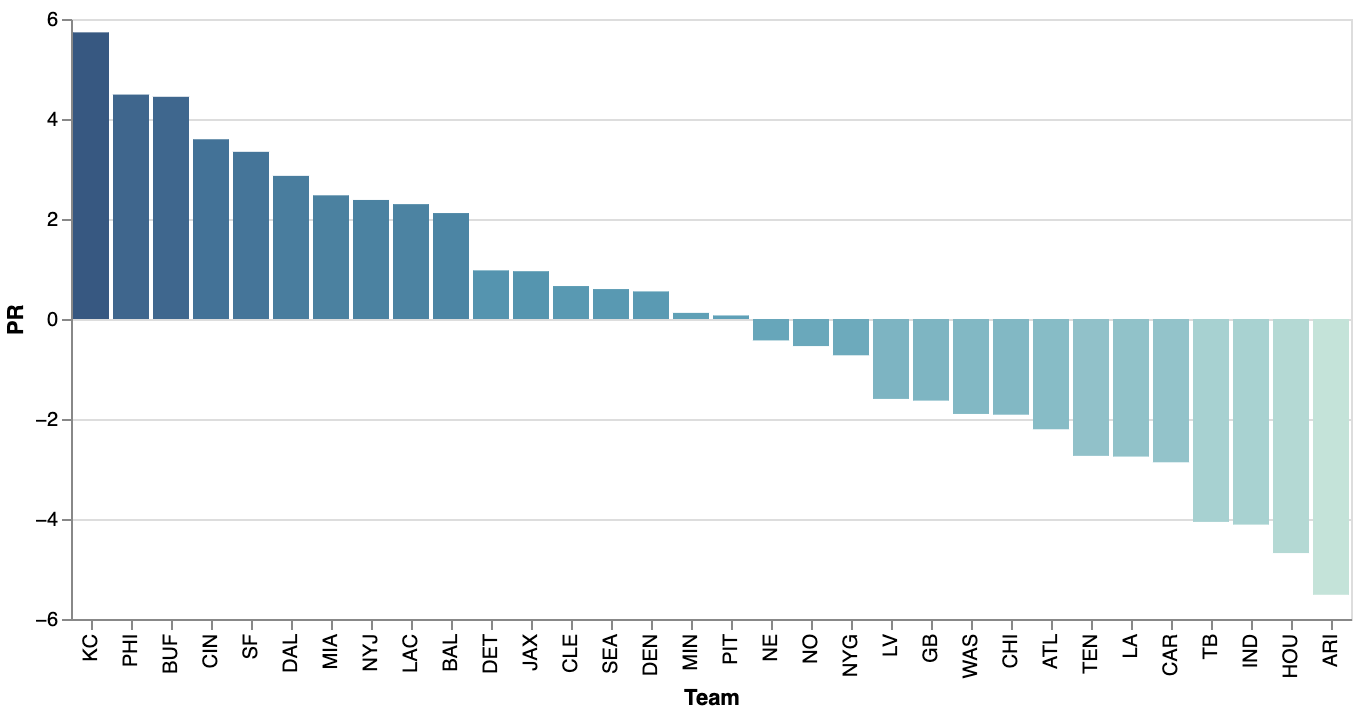 6
4
2
0
−2
−4
−6
PR
KC PHI BUF CIN SF DAL MIA NYJ LAC BAL DET JAX CLE SEA DEN MIN PIT NE NO NYG LV GB WAS CHI ATL TEN LA CAR TB IND HOU ARI
Team